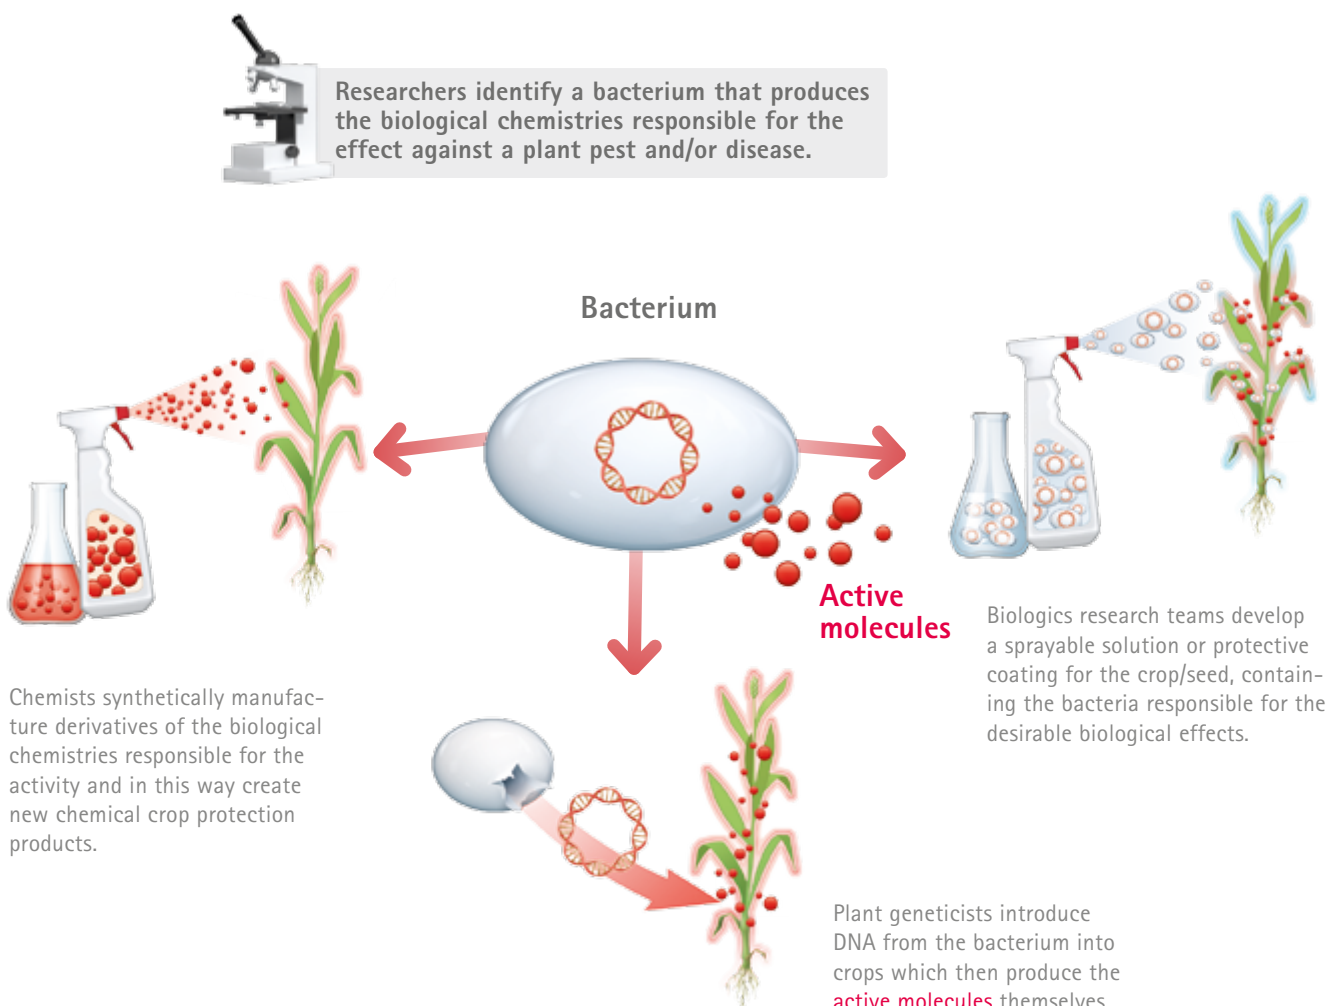 Researchers identify a bacterium that produces
the biological chemistries responsible for the
effect against a plant pest and/or disease.
Bacterium
Active
molecules
Biologics research teams develop
a sprayable solution or protective
coating for the crop/seed, contain-
ing the bacteria responsible for the
desirable biological effects.
Chemists synthetically manufac-
ture derivatives of the biological
chemistries responsible for the
activity and in this way create
new chemical crop protection
products.
Plant geneticists introduce
DNA from the bacterium into
crops which then produce the
active molecules themselves